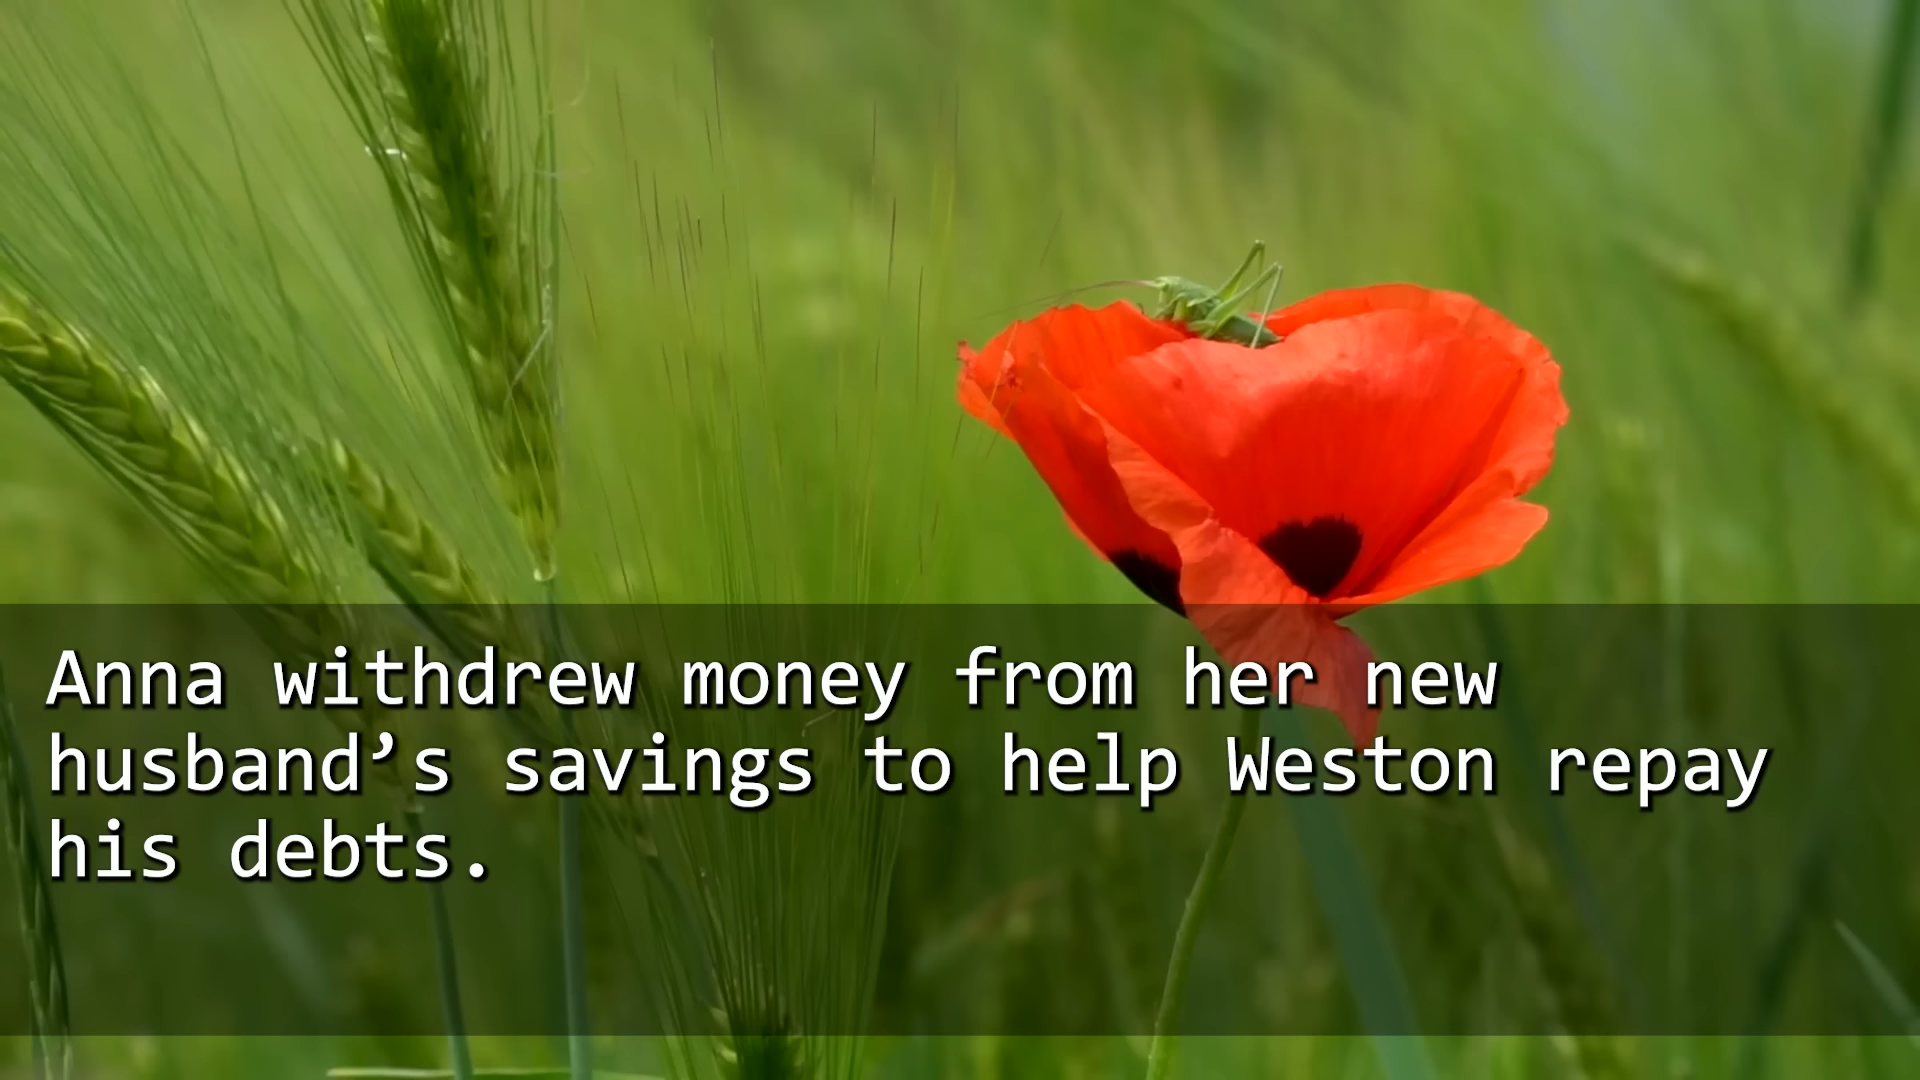 Anna withdrew money from her new
husband’s savings to help Weston repay
his debts.